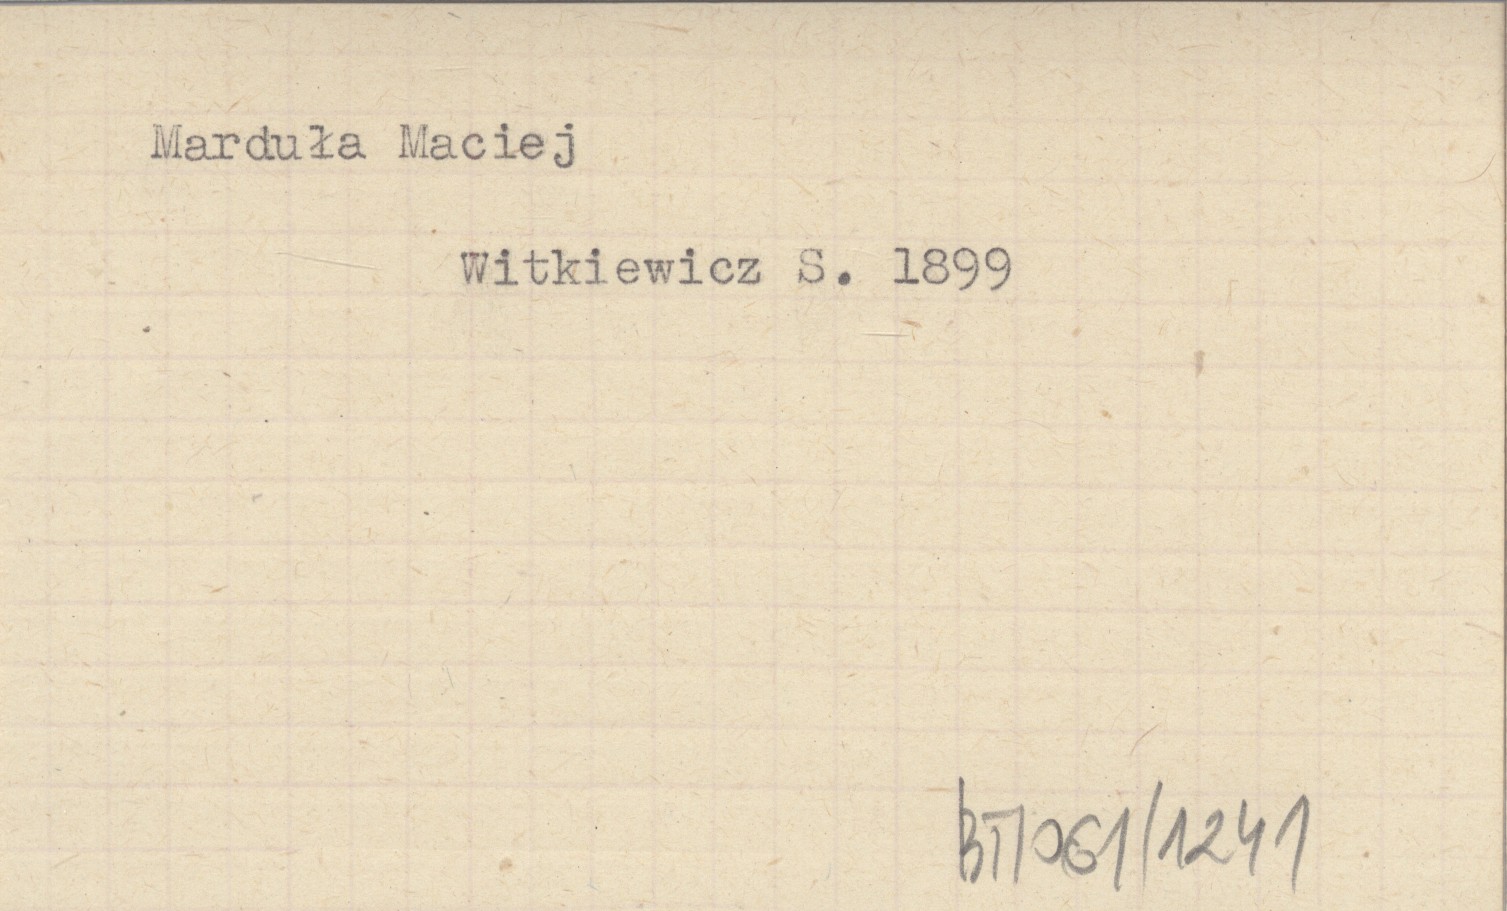 Marduła Maciej
Witkiewicz S. 1899
BT/061/1241